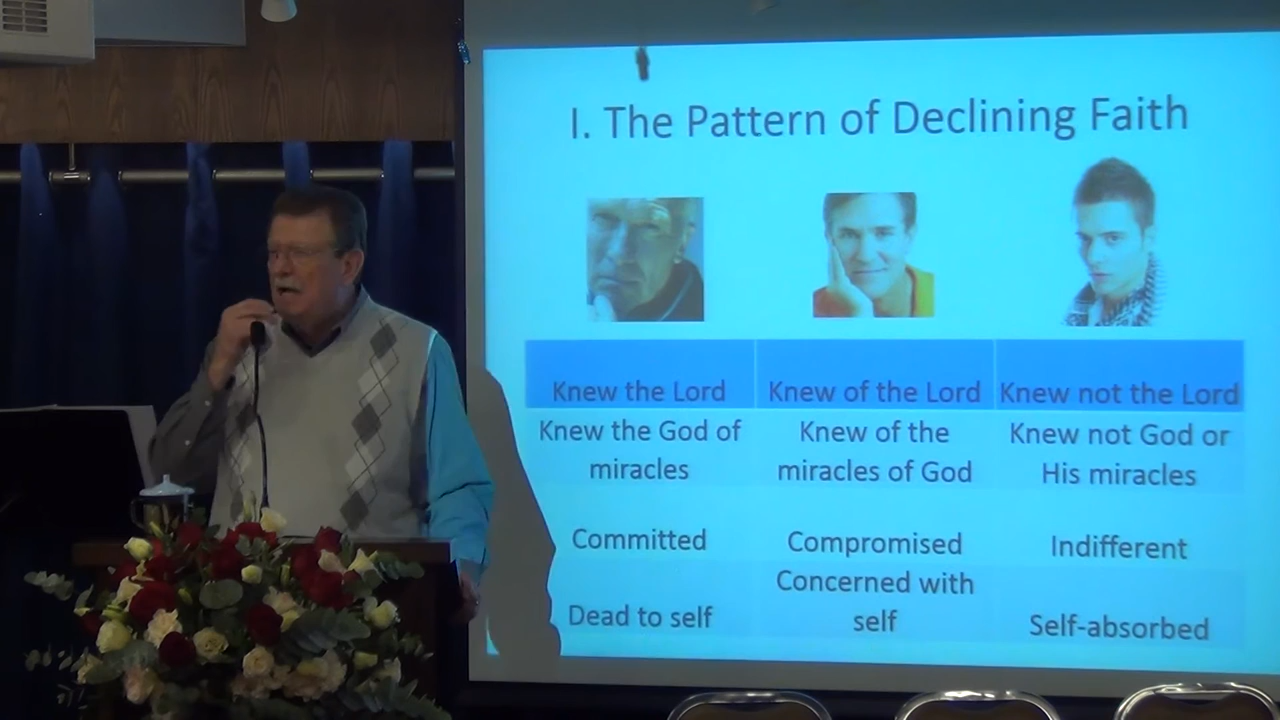 I. The Pattern of Declining Faith
Knew the Lord
Knew of the Lord
Knew not the Lord
Knew the God of
miracles
Knew of the
miracles of God
Knew not God or
His miracles
Committed
Compromised
Indifferent
Dead to self
Concerned with
self
Self-absorbed